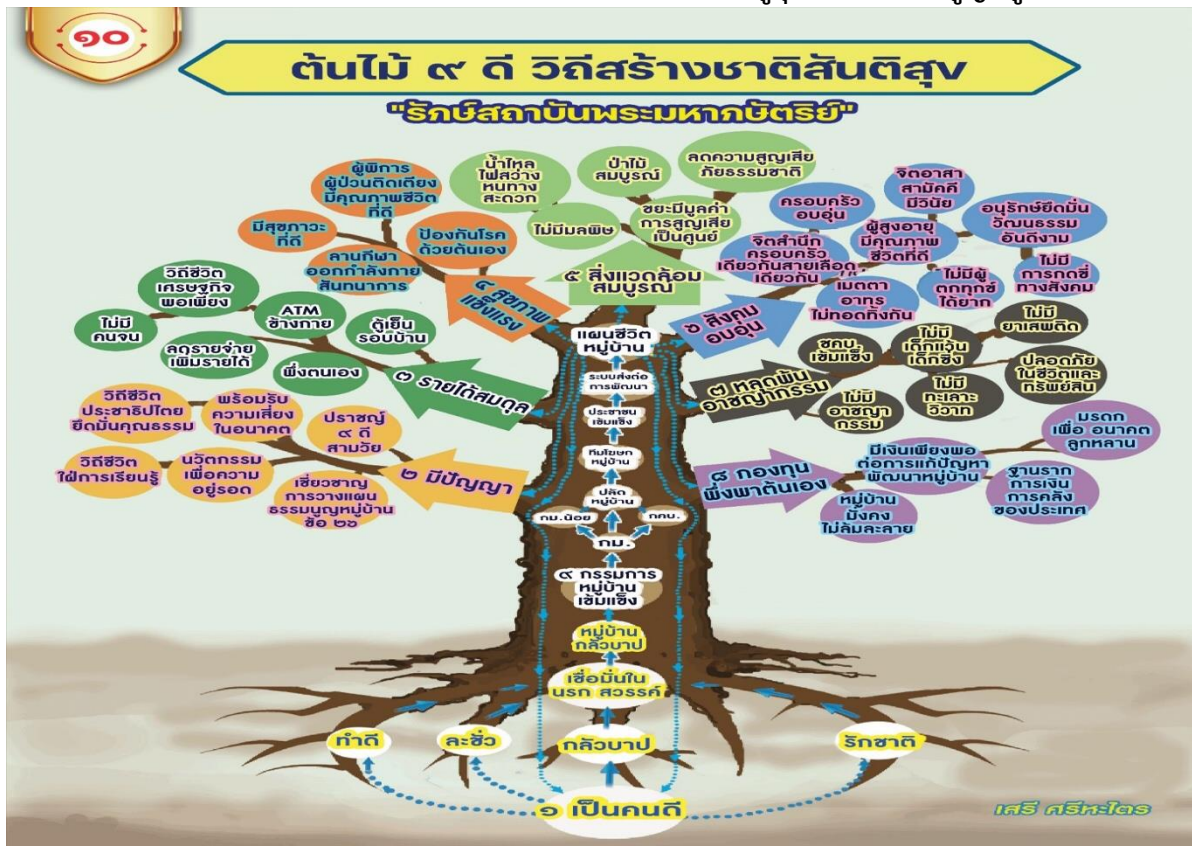 ๑๐
ต้นไม้ ๙ ดี วิถีสร้างชาติสันติสุข
"รักษ์สถาบันพระมหากษัตริย์"
ผู้พิการ
ผู้ป่วนติดเตียง
มีคุณภาพชีวิต
ที่ดี
มีสุขภาวะ
ที่ดี
ป้องกันโรค
ด้วยต้นเอง
ลานกีฬา
ออกกำลังกาย
สันทนาการ
๔ สุขภาพ
แข็งแรง
น้ำไหล
ไฟสว่าง
หนทาง
สะดวก
ป่าไม้
สมบูรณ์
ลดความสูญเสีย
ภัยธรรมชาติ
ไม่มีมลพิษ
ขยะมีมูลค่า
การสูญเสีย
เป็นศูนย์
๕ สิ่งแวดล้อม
สมบูรณ์
ครอบครัว
อบอุ่น
จิตอาสา
สามัคคี
มีวินัย
อนุรักษ์ยึดมั่น
วัฒนธรรม
อันดีงาม
จิตสำนึก
ครอบครัว
เดียวกันสายเลือด
เดียวกัน
ผู้สูงอายุ
มีคุณภาพ
ชีวิตที่ดี
เมตตา
อาทร
ไม่ทอดทิ้งกัน
ไม่มีผู้
ตกทุกข์
ได้ยาก
ไม่มี
การกดขี่
ทางสังคม
๖ สังคม
อบอุ่น
วิถีชีวิต
เศรษฐกิจ
พอเพียง
ATM
ข้างกาย
ตู้เย็น
รอบบ้าน
ไม่มี
คนจน
ลดรายจ่าย
เพิ่มรายได้
พึ่งตนเอง
๓ รายได้สมดุล
ชคบ.
เข้มแข็ง
ไม่มี
เด็กแว้น
เด็กซิ่ง
ไม่มี
ยาเสพติด
ปลอดภัย
ในชีวิตและ
ทรัพย์สิน
ไม่มี
อาชญา
กรรม
ไม่มี
ทะเลาะ
วิวาท
๗ หลุดพ้น
อาชญากรรม
วิถีชีวิต
ประชาธิปไตย
ยึดมั่นคุณธรรม
พร้อมรับ
ความเสี่ยง
ในอนาคต
ปราชญ์
๙ ดี
สามวัย
วิถีชีวิต
ใฝ่การเรียนรู้
นวัตกรรม
เพื่อความ
อยู่รอด
เชี่ยวชาญ
การวางแผน
ธรรมนูญหมู่บ้าน
ข้อ ๒๖
๒ มีปัญญา
๘ กองทุน
พึ่งพาตันเอง
มีเงินเพียงพอ
ต่อการแก้ปัญหา
พัฒนาหมู่บ้าน
มรดก
เพื่อ อนาคต
ลูกหลาน
หมู่บ้าน
มั่งคง
ไม่ล้มละลาย
ฐานราก
การเงิน
การคลัง
ของประเทศ
แผนชีวิต
หมู่บ้าน
ระบบส่งต่อ
การพัฒนา
ประชาชน
เข้มแข็ง
ทีมโฆษก
หมู่บ้าน
ปลัด
หมู่บ้าน
กม.น้อย
กคบ.
กม.
๙ กรรมการ
หมู่บ้าน
เข้มแข็ง
หมู่บ้าน
กลัวบาป
เชื่อมั่นใน
นรก สวรรค์
ทำดี
ละชั่ว
กลัวบาป
รักชาติ
๑ เป็นคนดี
เสรี ศรีหะไตร